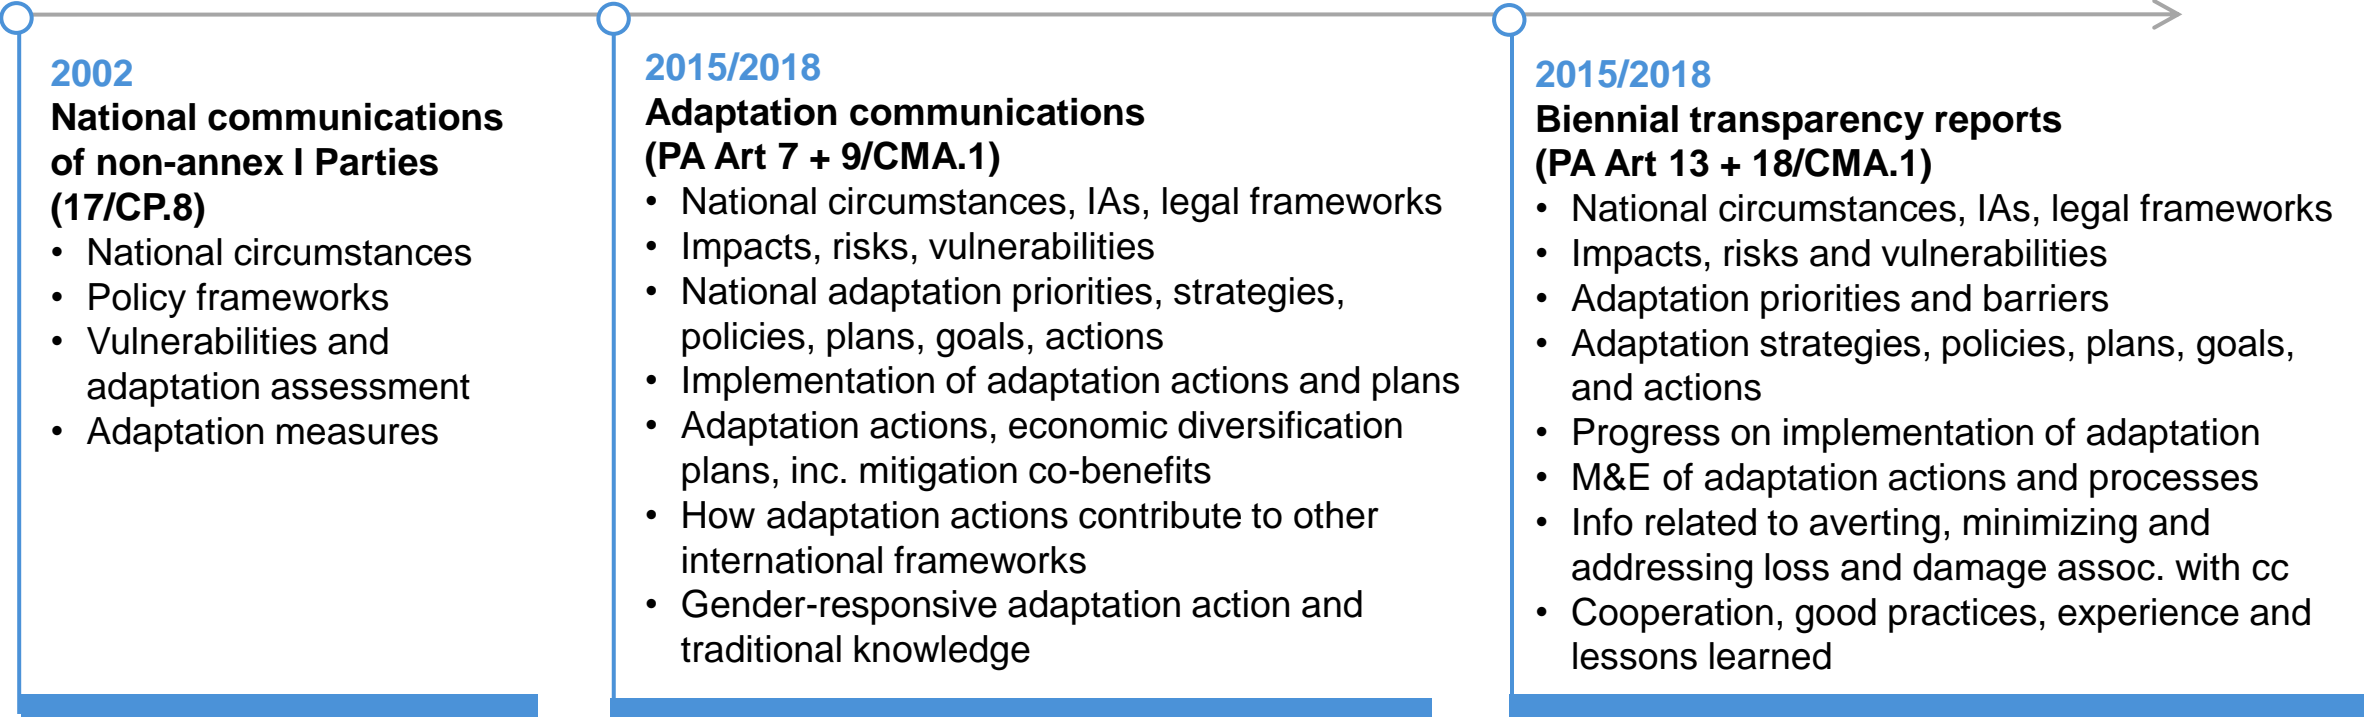 2002
National communications
of non-annex I Parties
(17/CP.8)
• National circumstances
• Policy frameworks
• Vulnerabilities and
adaptation assessment
• Adaptation measures
2015/2018
Adaptation communications
(PA Art 7 + 9/CMA.1)
• National circumstances, IAs, legal frameworks
• Impacts, risks, vulnerabilities
• National adaptation priorities, strategies,
policies, plans, goals, actions
• Implementation of adaptation actions and plans
• Adaptation actions, economic diversification
plans, inc. mitigation co-benefits
• How adaptation actions contribute to other
international frameworks
• Gender-responsive adaptation action and
traditional knowledge
2015/2018
Biennial transparency reports
(PA Art 13 + 18/CMA.1)
• National circumstances, IAs, legal frameworks
• Impacts, risks and vulnerabilities
• Adaptation priorities and barriers
• Adaptation strategies, policies, plans, goals,
and actions
• Progress on implementation of adaptation
• M&E of adaptation actions and processes
• Info related to averting, minimizing and
addressing loss and damage assoc. with cc
• Cooperation, good practices, experience and
lessons learned